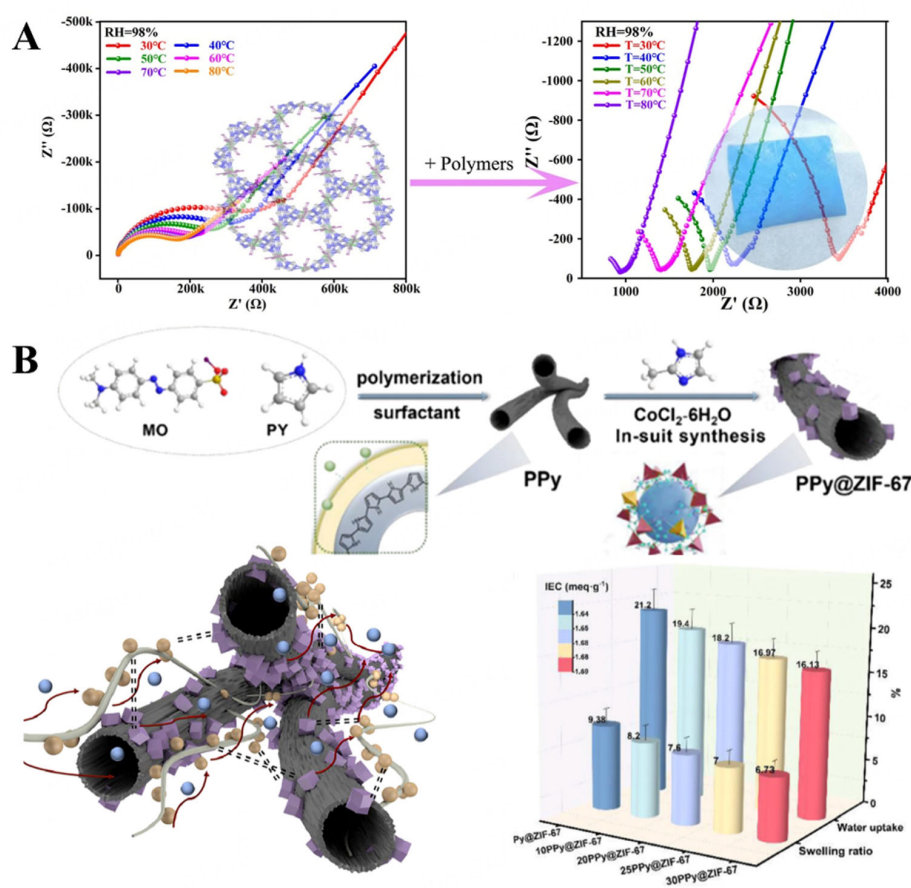 A
RH=98%
30℃
40℃
50℃
60℃
70℃
80℃
-500k
-400k
-300k
-200k
-100k
0
Z'' (Ω)
0
200k
400k
600k
800k
Z' (Ω)
+ Polymers
RH=98%
T=30℃
T=40℃
T=50℃
T=60℃
T=70℃
T=80℃
-1200
-1000
-800
-600
-400
-200
0
Z'' (Ω)
1000
2000
3000
4000
Z' (Ω)
B
MO
PY
polymerization
surfactant
PPy
CoCl2·6H2O
In-suit synthesis
PPy@ZIF-67
IEC (meq·g⁻¹)
1.64
1.65
1.68
1.68
1.69
21.2
19.4
18.2
16.97
16.13
9.38
8.2
7.6
7
6.73
25
20
15
10
5
0
%
Py@ZIF-67
10PPy@ZIF-67
20PPy@ZIF-67
25PPy@ZIF-67
30PPy@ZIF-67
Water uptake
Swelling ratio